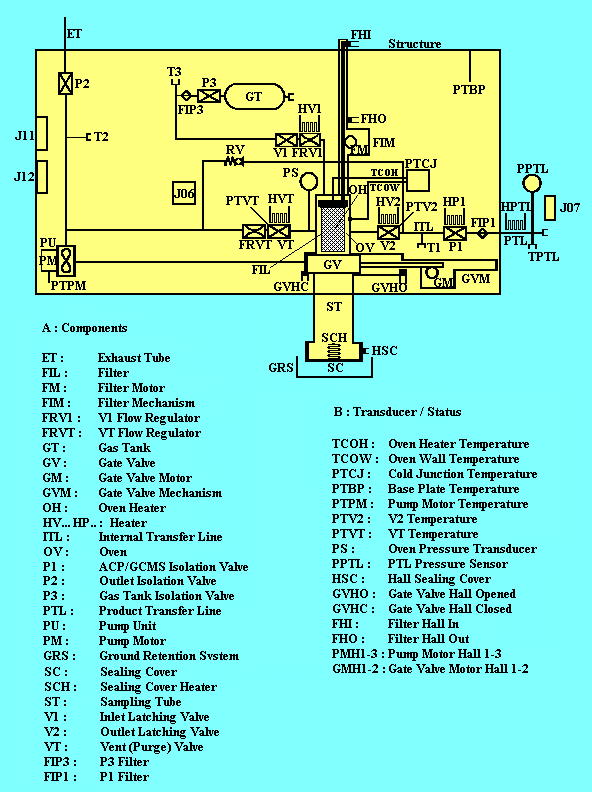 ET
FHI
Structure
T3
P2
P3
FIP3
GT
PTBP
HV1
FHO
J11
T2
V1
FRV1
FM
FIM
RV
J12
PS
TCOH
PTCJ
TCOW
PPTL
J06
PTVT
HVT
OH
HV2
PTV2
HP1
HPTL
J07
ITL
FIP1
PU
FRVT
VT
OV
V2
T1
P1
PTL
TPTL
PM
FIL
GV
PTPM
GVHC
GVHO
GM
GVM
ST
SCH
HSC
GRS
SC
A : Components
ET : Exhaust Tube
FIL : Filter
FM : Filter Motor
FIM : Filter Mechanism
FRV1 : V1 Flow Regulator
FRVT : VT Flow Regulator
GT : Gas Tank
GV : Gate Valve
GM : Gate Valve Motor
GVM : Gate Valve Mechanism
OH : Oven Heater
HV... HP.. : Heater
ITL : Internal Transfer Line
OV : Oven
P1 : ACP/GCMS Isolation Valve
P2 : Outlet Isolation Valve
P3 : Gas Tank Isolation Valve
PTL : Product Transfer Line
PU : Pump Unit
PM : Pump Motor
GRS : Ground Retention System
SC : Sealing Cover
SCH : Sealing Cover Heater
ST : Sampling Tube
V1 : Inlet Latching Valve
V2 : Outlet Latching Valve
VT : Vent (Purge) Valve
FIP3 : P3 Filter
FIP1 : P1 Filter
B : Transducer / Status
TCOH : Oven Heater Temperature
TCOW : Oven Wall Temperature
PTCJ : Cold Junction Temperature
PTBP : Base Plate Temperature
PTPM : Pump Motor Temperature
PTV2 : V2 Temperature
PTVT : VT Temperature
PS : Oven Pressure Transducer
PPTL : PTL Pressure Sensor
HSC : Hall Sealing Cover
GVHO : Gate Valve Hall Opened
GVHC : Gate Valve Hall Closed
FHI : Filter Hall In
FHO : Filter Hall Out
PMH1-3 : Pump Motor Hall 1-3
GMH1-2 : Gate Valve Motor Hall 1-2